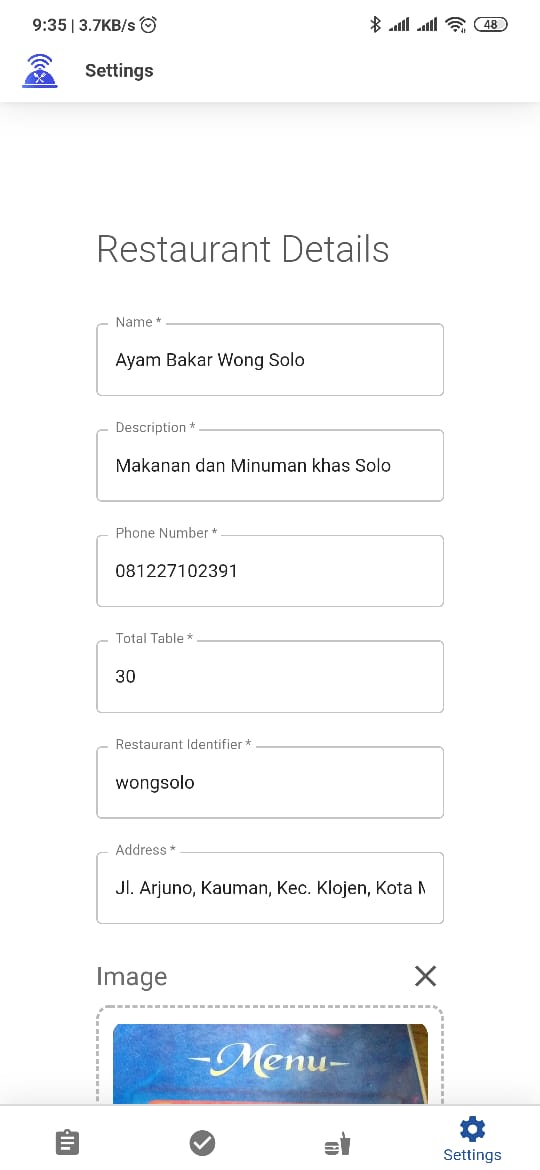 9:35 | 3.7KB/s
48
Settings
Restaurant Details
Name *
Ayam Bakar Wong Solo
Description *
Makanan dan Minuman khas Solo
Phone Number *
081227102391
Total Table *
30
Restaurant Identifier *
wongsolo
Address *
Jl. Arjuno, Kauman, Kec. Klojen, Kota
Image
Menu
Settings